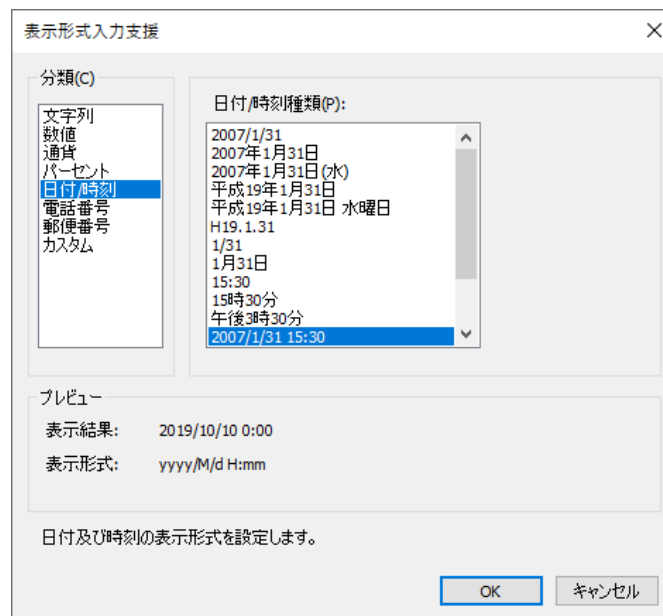 表示形式入力支援
分類(C)
文字列
数値
通貨
パーセント
日付/時刻
電話番号
郵便番号
カスタム
日付/時刻種類(P):
2007/1/31
2007年1月31日
2007年1月31日(水)
平成19年1月31日
平成19年1月31日 水曜日
H19.1.31
1/31
1月31日
15:30
15時30分
午後3時30分
2007/1/31 15:30
プレビュー
表示結果: 2019/10/10 0:00
表示形式: yyyy/M/d H:mm
日付及び時刻の表示形式を設定します。
OK キャンセル